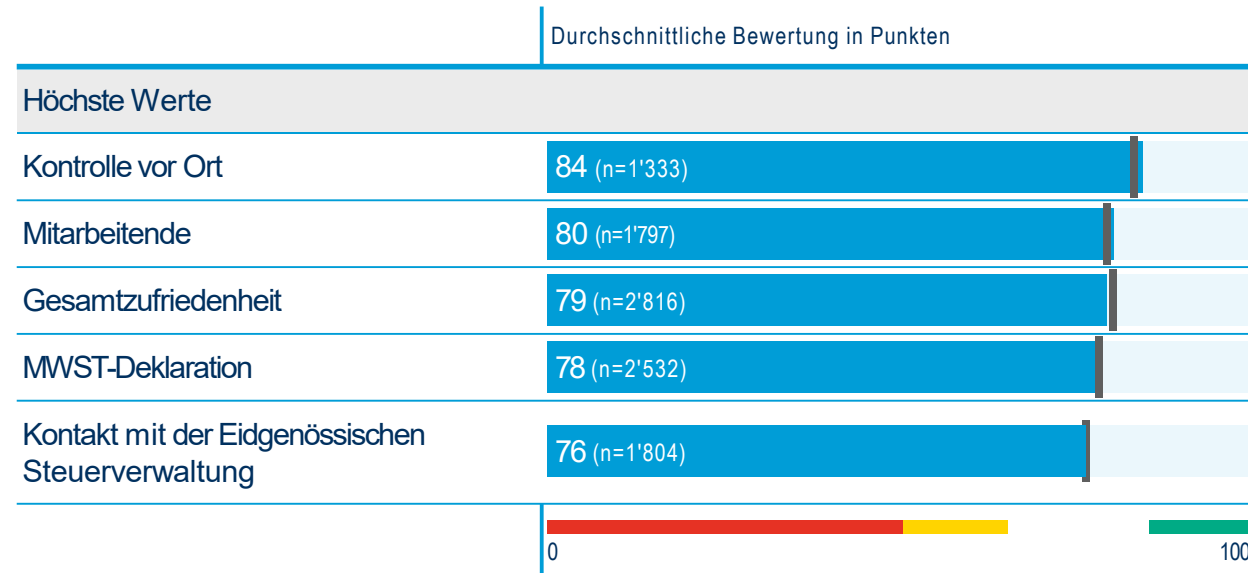 Durchschnittliche Bewertung in Punkten
Höchste Werte
Kontrolle vor Ort
84 (n=1'333)
Mitarbeitende
80 (n=1'797)
Gesamtzufriedenheit
79 (n=2'816)
MWST-Deklaration
78 (n=2'532)
Kontakt mit der Eidgenössischen
Steuerverwaltung
76 (n=1'804)
0
100